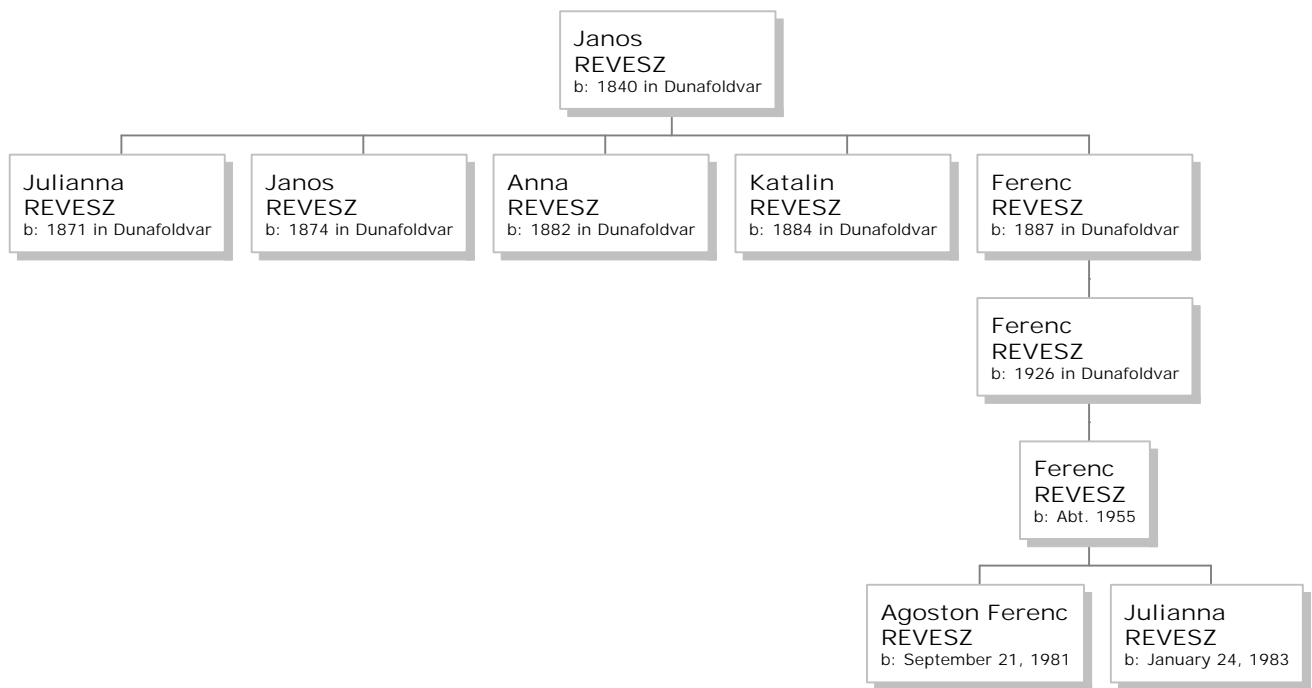 Janos
REVESZ
b: 1840 in Dunafoldvar
Julianna
REVESZ
b: 1871 in Dunafoldvar
Janos
REVESZ
b: 1874 in Dunafoldvar
Anna
REVESZ
b: 1882 in Dunafoldvar
Katalin
REVESZ
b: 1884 in Dunafoldvar
Ferenc
REVESZ
b: 1887 in Dunafoldvar
Ferenc
REVESZ
b: 1926 in Dunafoldvar
Ferenc
REVESZ
b: Abt. 1955
Agoston Ferenc
REVESZ
b: September 21, 1981
Julianna
REVESZ
b: January 24, 1983